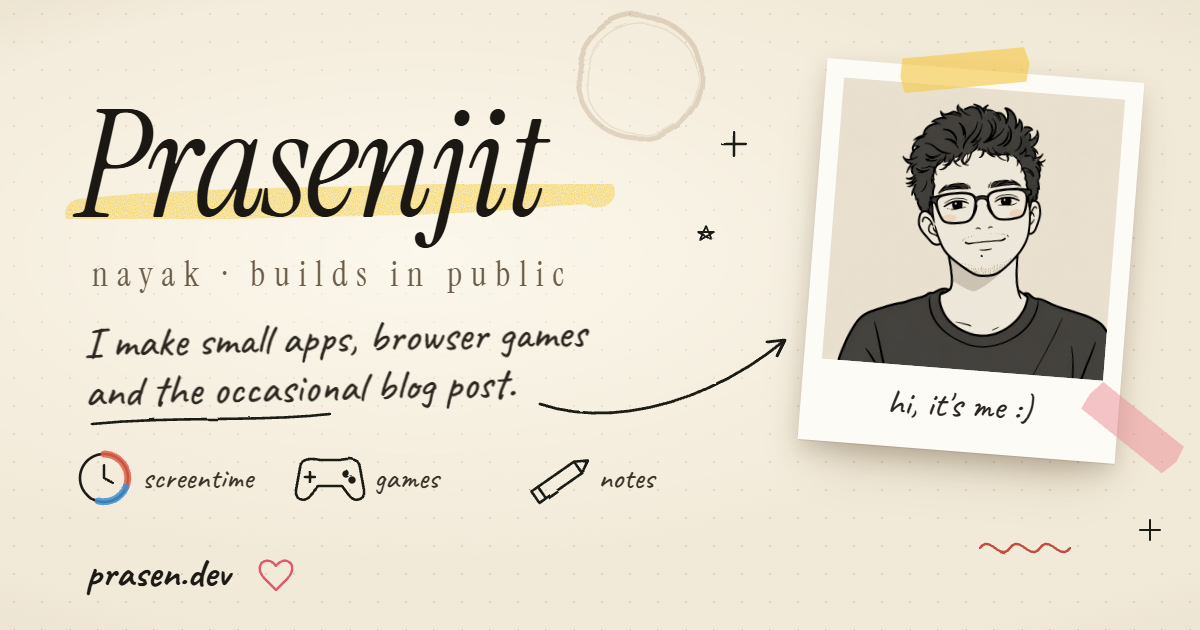 Prasenjit
nayak · builds in public
I make small apps, browser games
and the occasional blog post.
hi, it's me :)
screentime
games
notes
prasen.dev